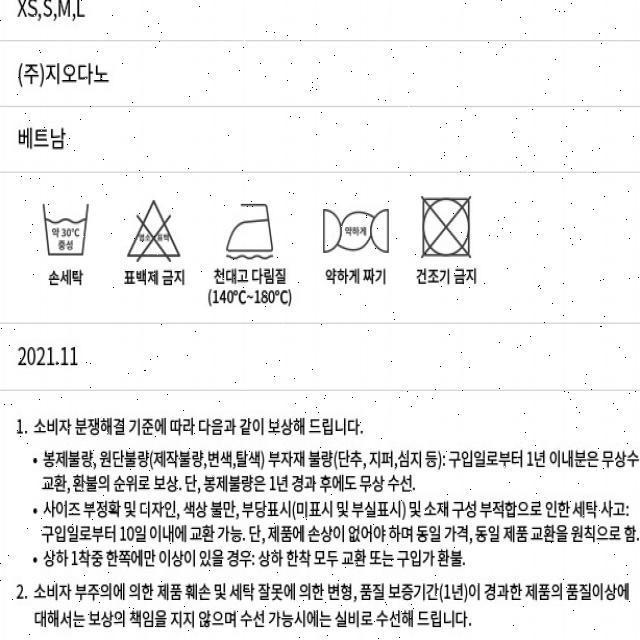 XS,S,M,L
(주)지오다노
베트남
약 30℃
중성
염소 표백
약하게
손세탁
표백제 금지
천대고 다림질
(140℃~180℃)
약하게 짜기
건조기 금지
2021.11
1. 소비자 분쟁해결 기준에 따라 다음과 같이 보상해 드립니다.
• 봉제불량, 원단불량(제작불량,변색,탈색) 부자재 불량(단추, 지퍼,심지 등): 구입일로부터 1년 이내분은 무상수
교환, 환불의 순위로 보상. 단, 봉제불량은 1년 경과 후에도 무상 수선.
• 사이즈 부정확 및 디자인, 색상 불만, 부당표시(미표시 및 부실표시) 및 소재 구성 부적합으로 인한 세탁 사고:
구입일로부터 10일 이내에 교환 가능. 단, 제품에 손상이 없어야 하며 동일 가격, 동일 제품 교환을 원칙으로 함.
• 상하 1착중 한쪽에만 이상이 있을 경우: 상하 한착 모두 교환 또는 구입가 환불.
2. 소비자 부주의에 의한 제품 훼손 및 세탁 잘못에 의한 변형, 품질 보증기간(1년)이 경과한 제품의 품질이상에
대해서는 보상의 책임을 지지 않으며 수선 가능시에는 실비로 수선해 드립니다.